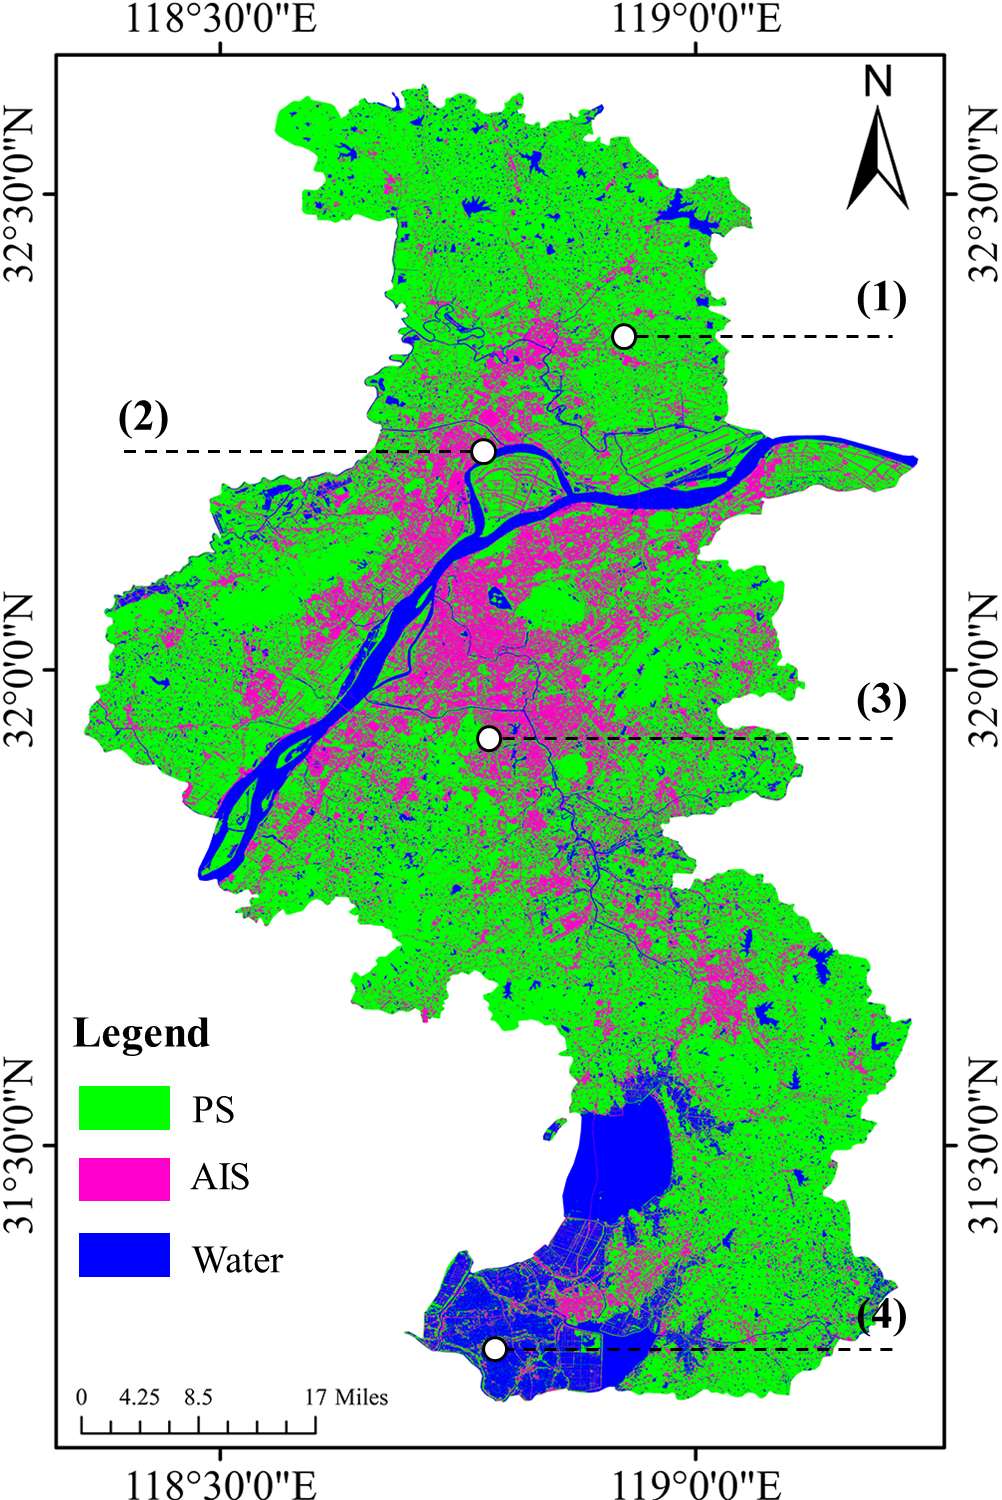 118°30'0"E 119°0'0"E
N
32°30'0"N 32°30'0"N
(1)
(2)
32°0'0"N 32°0'0"N
(3)
Legend
PS
AIS
Water
31°30'0"N 31°30'0"N
(4)
0 4.25 8.5 17 Miles
118°30'0"E 119°0'0"E